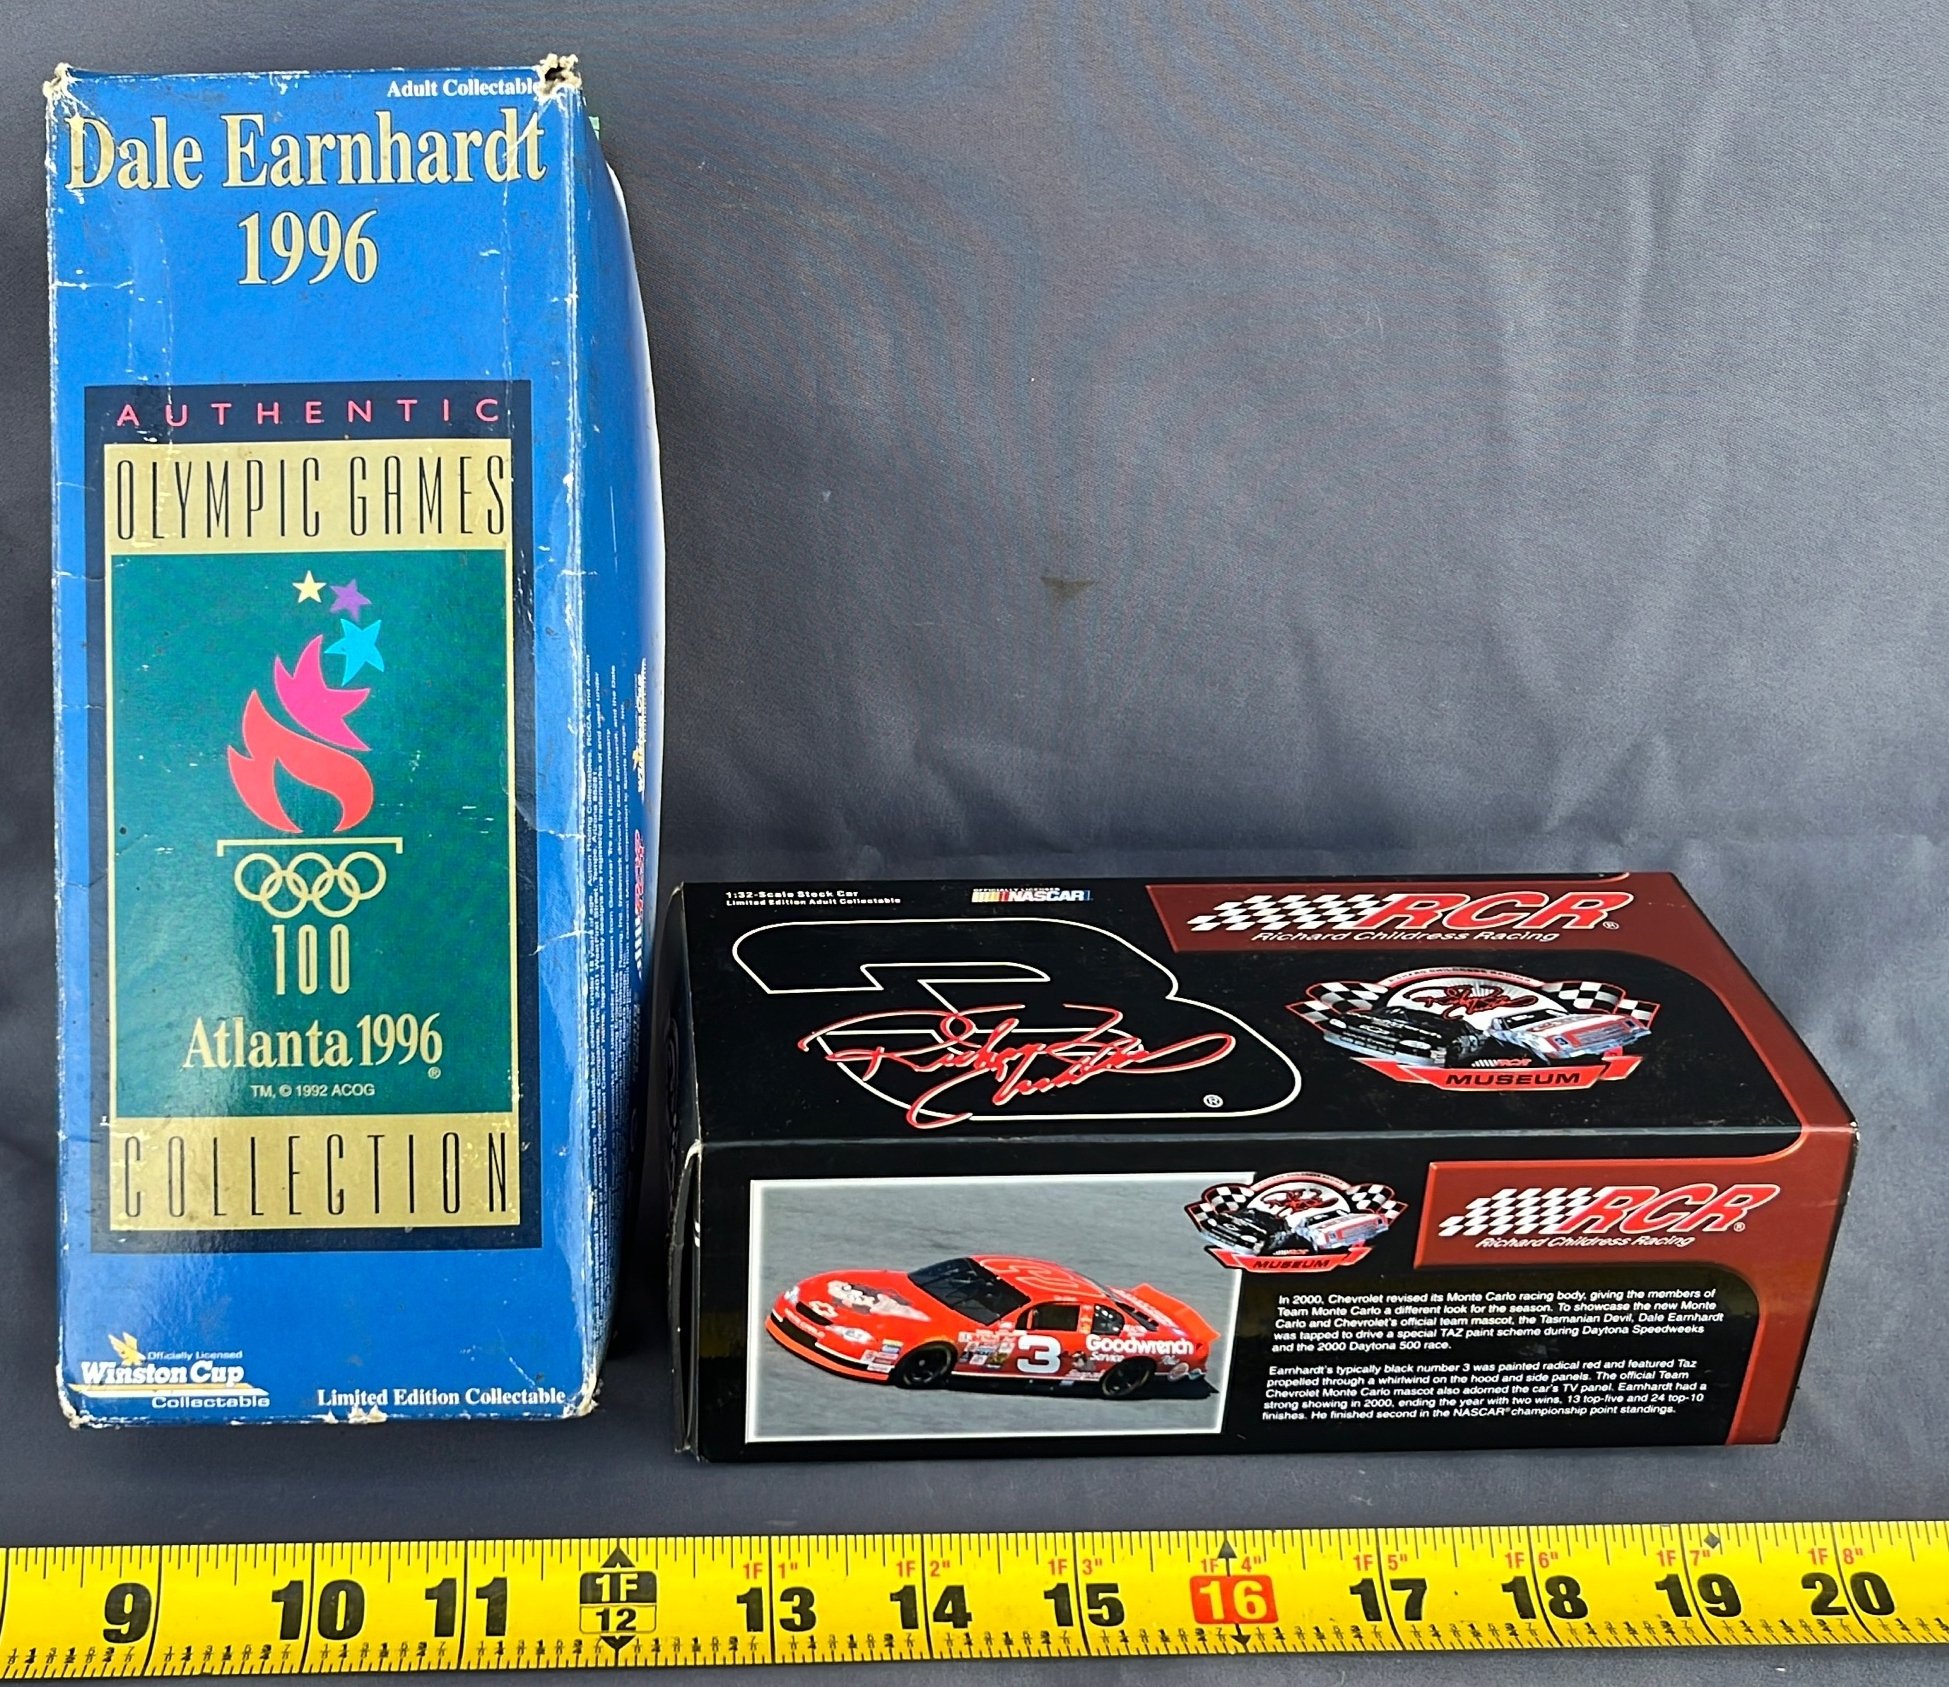 Adult Collectable
Dale Earnhardt
1996
AUTHENTIC
OLYMPIC GAMES
100
Atlanta 1996
®
TM, © 1992 ACOG
COLLECTION
Officially Licensed
Winston Cup
Collectable
Limited Edition Collectable
1:32-Scale Stock Car
Limited Edition Adult Collectable
OFFICIALLY LICENSED
NASCAR
RCR®
Richard Childress Racing
Richard Childress
®
RCR
MUSEUM
RCR
MUSEUM
RCR®
Richard Childress Racing
3
Goodwrench
Service
In 2000, Chevrolet revised its Monte Carlo racing body, giving the members of
Team Monte Carlo a different look for the season. To showcase the new Monte
Carlo and Chevrolet's official team mascot, the Tasmanian Devil, Dale Earnhardt
was tapped to drive a special TAZ paint scheme during Daytona Speedweeks
and the 2000 Daytona 500 race.
Earnhardt's typically black number 3 was painted radical red and featured Taz
propelled through a whirlwind on the hood and side panels. The official Team
Chevrolet Monte Carlo mascot also adorned the car's TV panel. Earnhardt had a
strong showing in 2000, ending the year with two wins, 13 top-five and 24 top-10
finishes. He finished second in the NASCAR® championship point standings.
1F 1" 1F 2" 1F 3" 1F 4" 1F 5" 1F 6" 1F 7" 1F 8"
9 10 11 1F 12 13 14 15 16 17 18 19 20